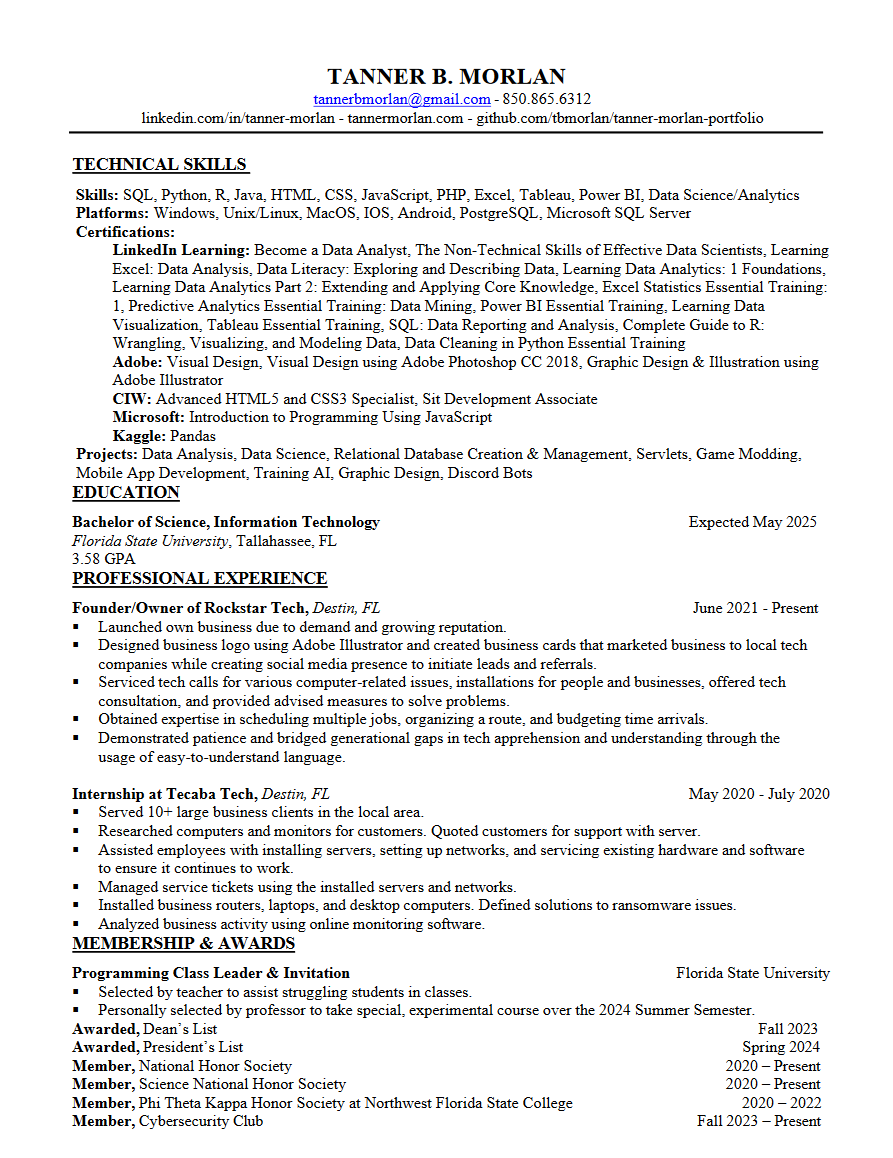 TANNER B. MORLAN
tannerbmorlan@gmail.com - 850.865.6312
linkedin.com/in/tanner-morlan - tannermorlan.com - github.com/tbmorlan/tanner-morlan-portfolio
TECHNICAL SKILLS
Skills: SQL, Python, R, Java, HTML, CSS, JavaScript, PHP, Excel, Tableau, Power BI, Data Science/Analytics
Platforms: Windows, Unix/Linux, MacOS, IOS, Android, PostgreSQL, Microsoft SQL Server
Certifications:
LinkedIn Learning: Become a Data Analyst, The Non-Technical Skills of Effective Data Scientists, Learning
Excel: Data Analysis, Data Literacy: Exploring and Describing Data, Learning Data Analytics: 1 Foundations,
Learning Data Analytics Part 2: Extending and Applying Core Knowledge, Excel Statistics Essential Training:
1, Predictive Analytics Essential Training: Data Mining, Power BI Essential Training, Learning Data
Visualization, Tableau Essential Training, SQL: Data Reporting and Analysis, Complete Guide to R:
Wrangling, Visualizing, and Modeling Data, Data Cleaning in Python Essential Training
Adobe: Visual Design, Visual Design using Adobe Photoshop CC 2018, Graphic Design & Illustration using
Adobe Illustrator
CIW: Advanced HTML5 and CSS3 Specialist, Sit Development Associate
Microsoft: Introduction to Programming Using JavaScript
Kaggle: Pandas
Projects: Data Analysis, Data Science, Relational Database Creation & Management, Servlets, Game Modding,
Mobile App Development, Training AI, Graphic Design, Discord Bots
EDUCATION
Bachelor of Science, Information Technology Expected May 2025
Florida State University, Tallahassee, FL
3.58 GPA
PROFESSIONAL EXPERIENCE
Founder/Owner of Rockstar Tech, Destin, FL June 2021 - Present
▪ Launched own business due to demand and growing reputation.
▪ Designed business logo using Adobe Illustrator and created business cards that marketed business to local tech
companies while creating social media presence to initiate leads and referrals.
▪ Serviced tech calls for various computer-related issues, installations for people and businesses, offered tech
consultation, and provided advised measures to solve problems.
▪ Obtained expertise in scheduling multiple jobs, organizing a route, and budgeting time arrivals.
▪ Demonstrated patience and bridged generational gaps in tech apprehension and understanding through the
usage of easy-to-understand language.
Internship at Tecaba Tech, Destin, FL May 2020 - July 2020
▪ Served 10+ large business clients in the local area.
▪ Researched computers and monitors for customers. Quoted customers for support with server.
▪ Assisted employees with installing servers, setting up networks, and servicing existing hardware and software
to ensure it continues to work.
▪ Managed service tickets using the installed servers and networks.
▪ Installed business routers, laptops, and desktop computers. Defined solutions to ransomware issues.
▪ Analyzed business activity using online monitoring software.
MEMBERSHIP & AWARDS
Programming Class Leader & Invitation Florida State University
▪ Selected by teacher to assist struggling students in classes.
▪ Personally selected by professor to take special, experimental course over the 2024 Summer Semester.
Awarded, Dean’s List Fall 2023
Awarded, President’s List Spring 2024
Member, National Honor Society 2020 – Present
Member, Science National Honor Society 2020 – Present
Member, Phi Theta Kappa Honor Society at Northwest Florida State College 2020 – 2022
Member, Cybersecurity Club Fall 2023 – Present